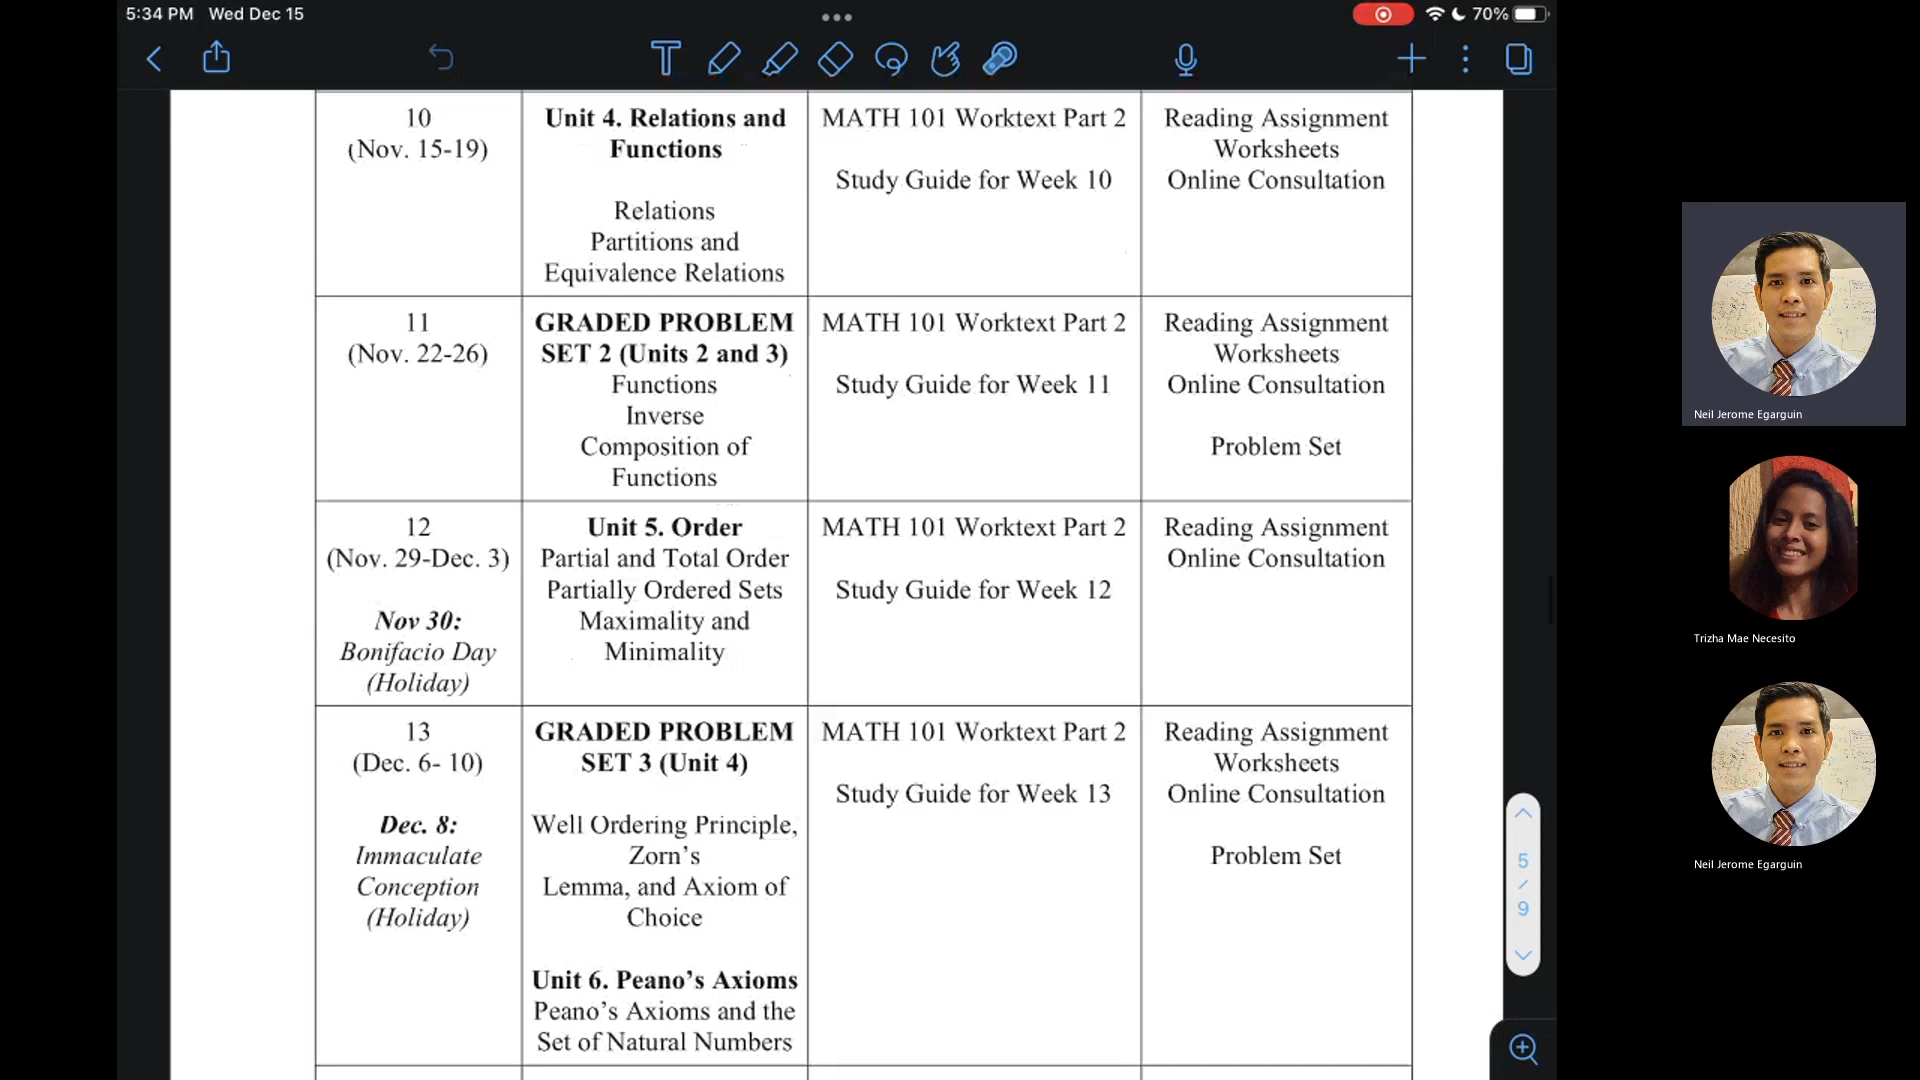 5:34 PM Wed Dec 15
70%
10
(Nov. 15-19)
Unit 4. Relations and
Functions
Relations
Partitions and
Equivalence Relations
MATH 101 Worktext Part 2
Study Guide for Week 10
Reading Assignment
Worksheets
Online Consultation
11
(Nov. 22-26)
GRADED PROBLEM
SET 2 (Units 2 and 3)
Functions
Inverse
Composition of
Functions
MATH 101 Worktext Part 2
Study Guide for Week 11
Reading Assignment
Worksheets
Online Consultation
Problem Set
12
(Nov. 29-Dec. 3)
Nov 30:
Bonifacio Day
(Holiday)
Unit 5. Order
Partial and Total Order
Partially Ordered Sets
Maximality and
Minimality
MATH 101 Worktext Part 2
Study Guide for Week 12
Reading Assignment
Online Consultation
13
(Dec. 6- 10)
Dec. 8:
Immaculate
Conception
(Holiday)
GRADED PROBLEM
SET 3 (Unit 4)
Well Ordering Principle,
Zorn's
Lemma, and Axiom of
Choice
Unit 6. Peano's Axioms
Peano's Axioms and the
Set of Natural Numbers
MATH 101 Worktext Part 2
Study Guide for Week 13
Reading Assignment
Worksheets
Online Consultation
Problem Set
5
/
9
Neil Jerome Egarguin
Trizha Mae Necesito
Neil Jerome Egarguin